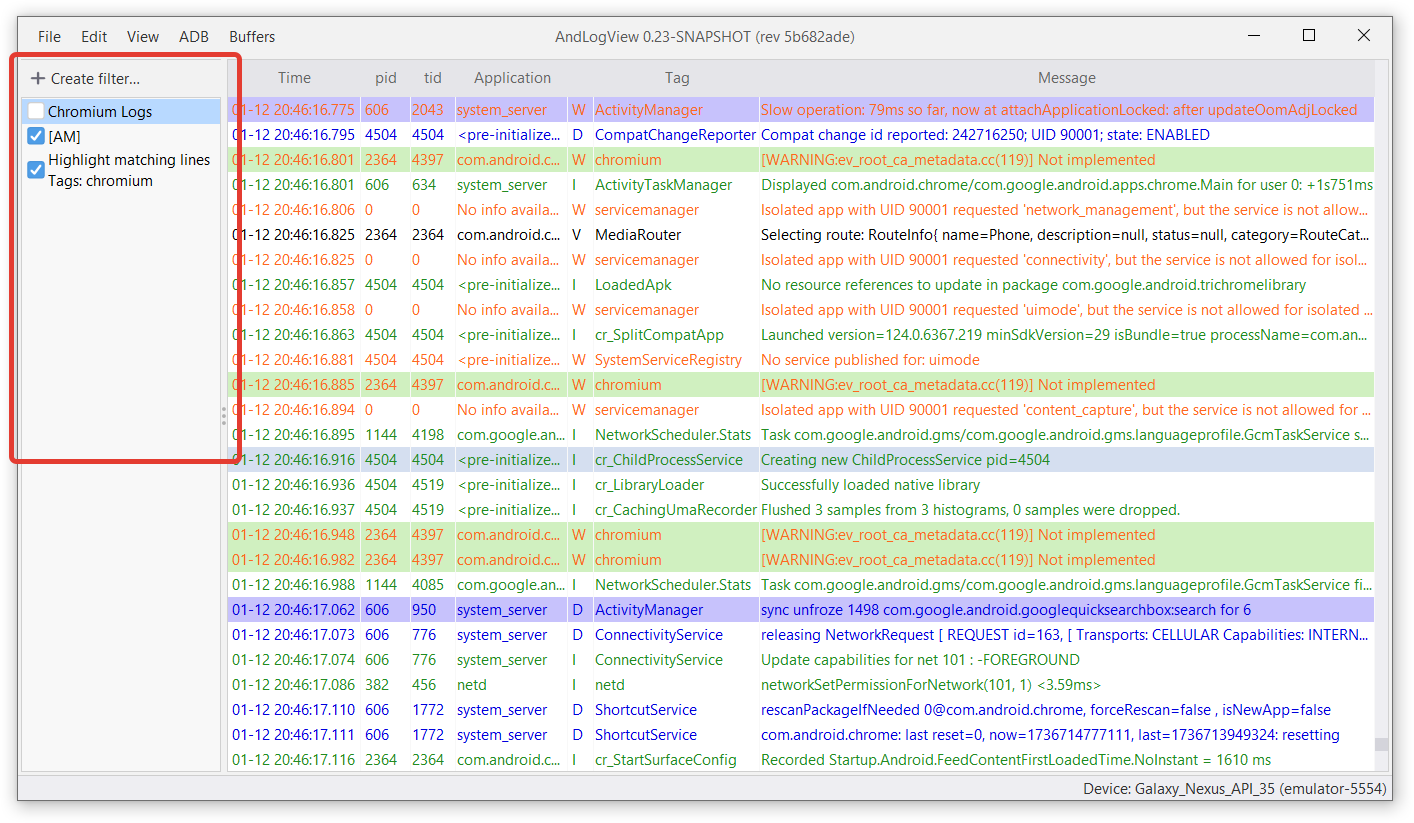 File Edit View ADB Buffers AndLogView 0.23-SNAPSHOT (rev 5b682ade)
Create filter...
Chromium Logs
[AM]
Highlight matching lines
Tags: chromium
Time pid tid Application Tag Message
01-12 20:46:16.775 606 2043 system_server W ActivityManager Slow operation: 79ms so far, now at attachApplicationLocked: after updateOomAdjLocked
01-12 20:46:16.795 4504 4504 <pre-initialize... D CompatChangeReporter Compat change id reported: 242716250; UID 90001; state: ENABLED
01-12 20:46:16.801 2364 4397 com.android.c... W chromium [WARNING:ev_root_ca_metadata.cc(119)] Not implemented
01-12 20:46:16.801 606 634 system_server I ActivityTaskManager Displayed com.android.chrome/com.google.android.apps.chrome.Main for user 0: +1s751ms
01-12 20:46:16.806 0 0 No info availa... W servicemanager Isolated app with UID 90001 requested 'network_management', but the service is not allow...
01-12 20:46:16.825 2364 2364 com.android.c... V MediaRouter Selecting route: RouteInfo{ name=Phone, description=null, status=null, category=RouteCat...
01-12 20:46:16.825 0 0 No info availa... W servicemanager Isolated app with UID 90001 requested 'connectivity', but the service is not allowed for isol...
01-12 20:46:16.857 4504 4504 <pre-initialize... I LoadedApk No resource references to update in package com.google.android.trichromelibrary
01-12 20:46:16.858 0 0 No info availa... W servicemanager Isolated app with UID 90001 requested 'uimode', but the service is not allowed for isolated ...
01-12 20:46:16.863 4504 4504 <pre-initialize... I cr_SplitCompatApp Launched version=124.0.6367.219 minSdkVersion=29 isBundle=true processName=com.an...
01-12 20:46:16.881 4504 4504 <pre-initialize... W SystemServiceRegistry No service published for: uimode
01-12 20:46:16.885 2364 4397 com.android.c... W chromium [WARNING:ev_root_ca_metadata.cc(119)] Not implemented
01-12 20:46:16.894 0 0 No info availa... W servicemanager Isolated app with UID 90001 requested 'content_capture', but the service is not allowed for ...
01-12 20:46:16.895 1144 4198 com.google.an... I NetworkScheduler.Stats Task com.google.android.gms/com.google.android.gms.languageprofile.GcmTaskService s...
01-12 20:46:16.916 4504 4504 <pre-initialize... I cr_ChildProcessService Creating new ChildProcessService pid=4504
01-12 20:46:16.936 4504 4519 <pre-initialize... I cr_LibraryLoader Successfully loaded native library
01-12 20:46:16.937 4504 4519 <pre-initialize... I cr_CachingUmaRecorder Flushed 3 samples from 3 histograms, 0 samples were dropped.
01-12 20:46:16.948 2364 4397 com.android.c... W chromium [WARNING:ev_root_ca_metadata.cc(119)] Not implemented
01-12 20:46:16.982 2364 4397 com.android.c... W chromium [WARNING:ev_root_ca_metadata.cc(119)] Not implemented
01-12 20:46:16.988 1144 4085 com.google.an... I NetworkScheduler.Stats Task com.google.android.gms/com.google.android.gms.languageprofile.GcmTaskService fi...
01-12 20:46:17.062 606 950 system_server D ActivityManager sync unfroze 1498 com.google.android.googlequicksearchbox:search for 6
01-12 20:46:17.073 606 776 system_server D ConnectivityService releasing NetworkRequest [ REQUEST id=163, [ Transports: CELLULAR Capabilities: INTERN...
01-12 20:46:17.074 606 776 system_server I ConnectivityService Update capabilities for net 101 : -FOREGROUND
01-12 20:46:17.086 382 456 netd I netd networkSetPermissionForNetwork(101, 1) <3.59ms>
01-12 20:46:17.110 606 1772 system_server D ShortcutService rescanPackageIfNeeded 0@com.android.chrome, forceRescan=false , isNewApp=false
01-12 20:46:17.111 606 1772 system_server D ShortcutService com.android.chrome: last reset=0, now=1736714777111, last=1736713949324: resetting
01-12 20:46:17.116 2364 2364 com.android.c... I cr_StartSurfaceConfig Recorded Startup.Android.FeedContentFirstLoadedTime.NoInstant = 1610 ms
Device: Galaxy_Nexus_API_35 (emulator-5554)